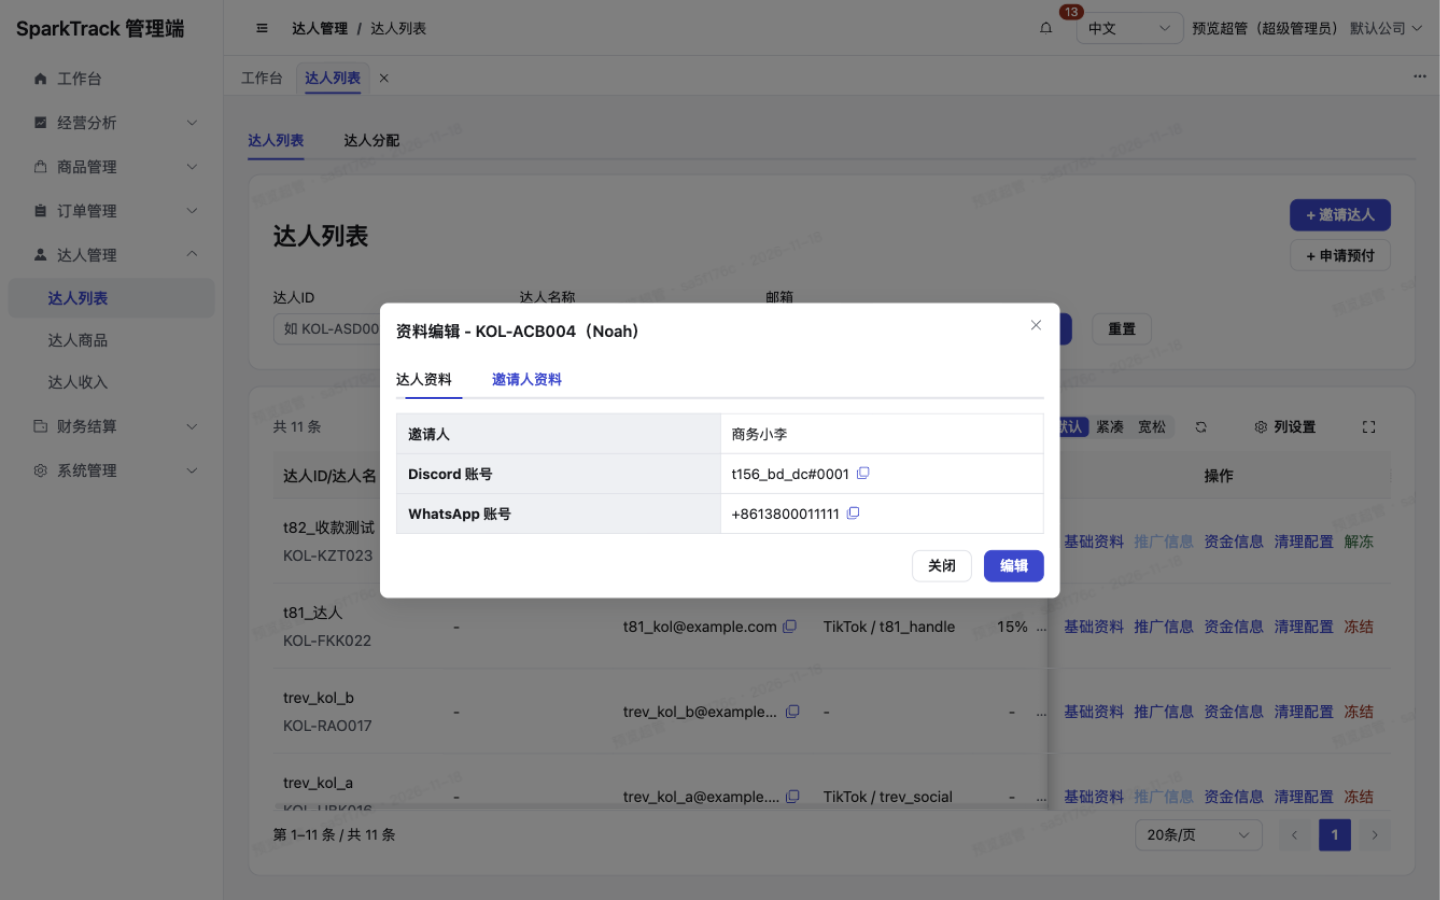 SparkTrack 管理端
达人管理 / 达人列表
13
中文
预览超管（超级管理员）
默认公司
工作台
经营分析
商品管理
订单管理
达人管理
达人列表
达人商品
达人收入
财务结算
系统管理
工作台
达人列表
达人列表
达人分配
达人列表
+ 邀请达人
+ 申请预付
达人ID
达人名称
邮箱
如 KOL-ASD00
重置
资料编辑 - KOL-ACB004（Noah）
达人资料
邀请人资料
邀请人
商务小李
Discord 账号
t156_bd_dc#0001
WhatsApp 账号
+8613800011111
关闭
编辑
共 11 条
默认 紧凑 宽松
列设置
达人ID/达人名
操作
t82_收款测试
KOL-KZT023
基础资料 推广信息 资金信息 清理配置 解冻
t81_达人
KOL-FKK022
-
t81_kol@example.com
TikTok / t81_handle
15%
...
基础资料 推广信息 资金信息 清理配置 冻结
trev_kol_b
KOL-RAO017
-
trev_kol_b@example...
-
-
...
基础资料 推广信息 资金信息 清理配置 冻结
trev_kol_a
KOL-UBK016
-
trev_kol_a@example....
TikTok / trev_social
-
...
基础资料 推广信息 资金信息 清理配置 冻结
第 1–11 条 / 共 11 条
20条/页
1